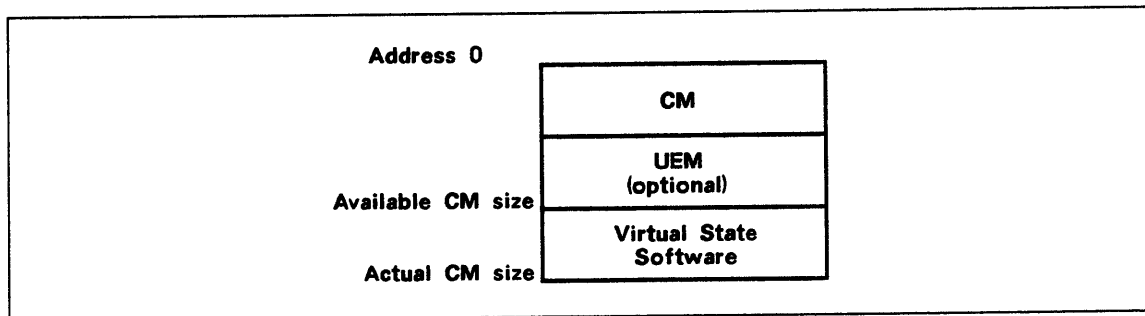 Address 0
CM
UEM
(optional)
Available CM size
Virtual State
Software
Actual CM size